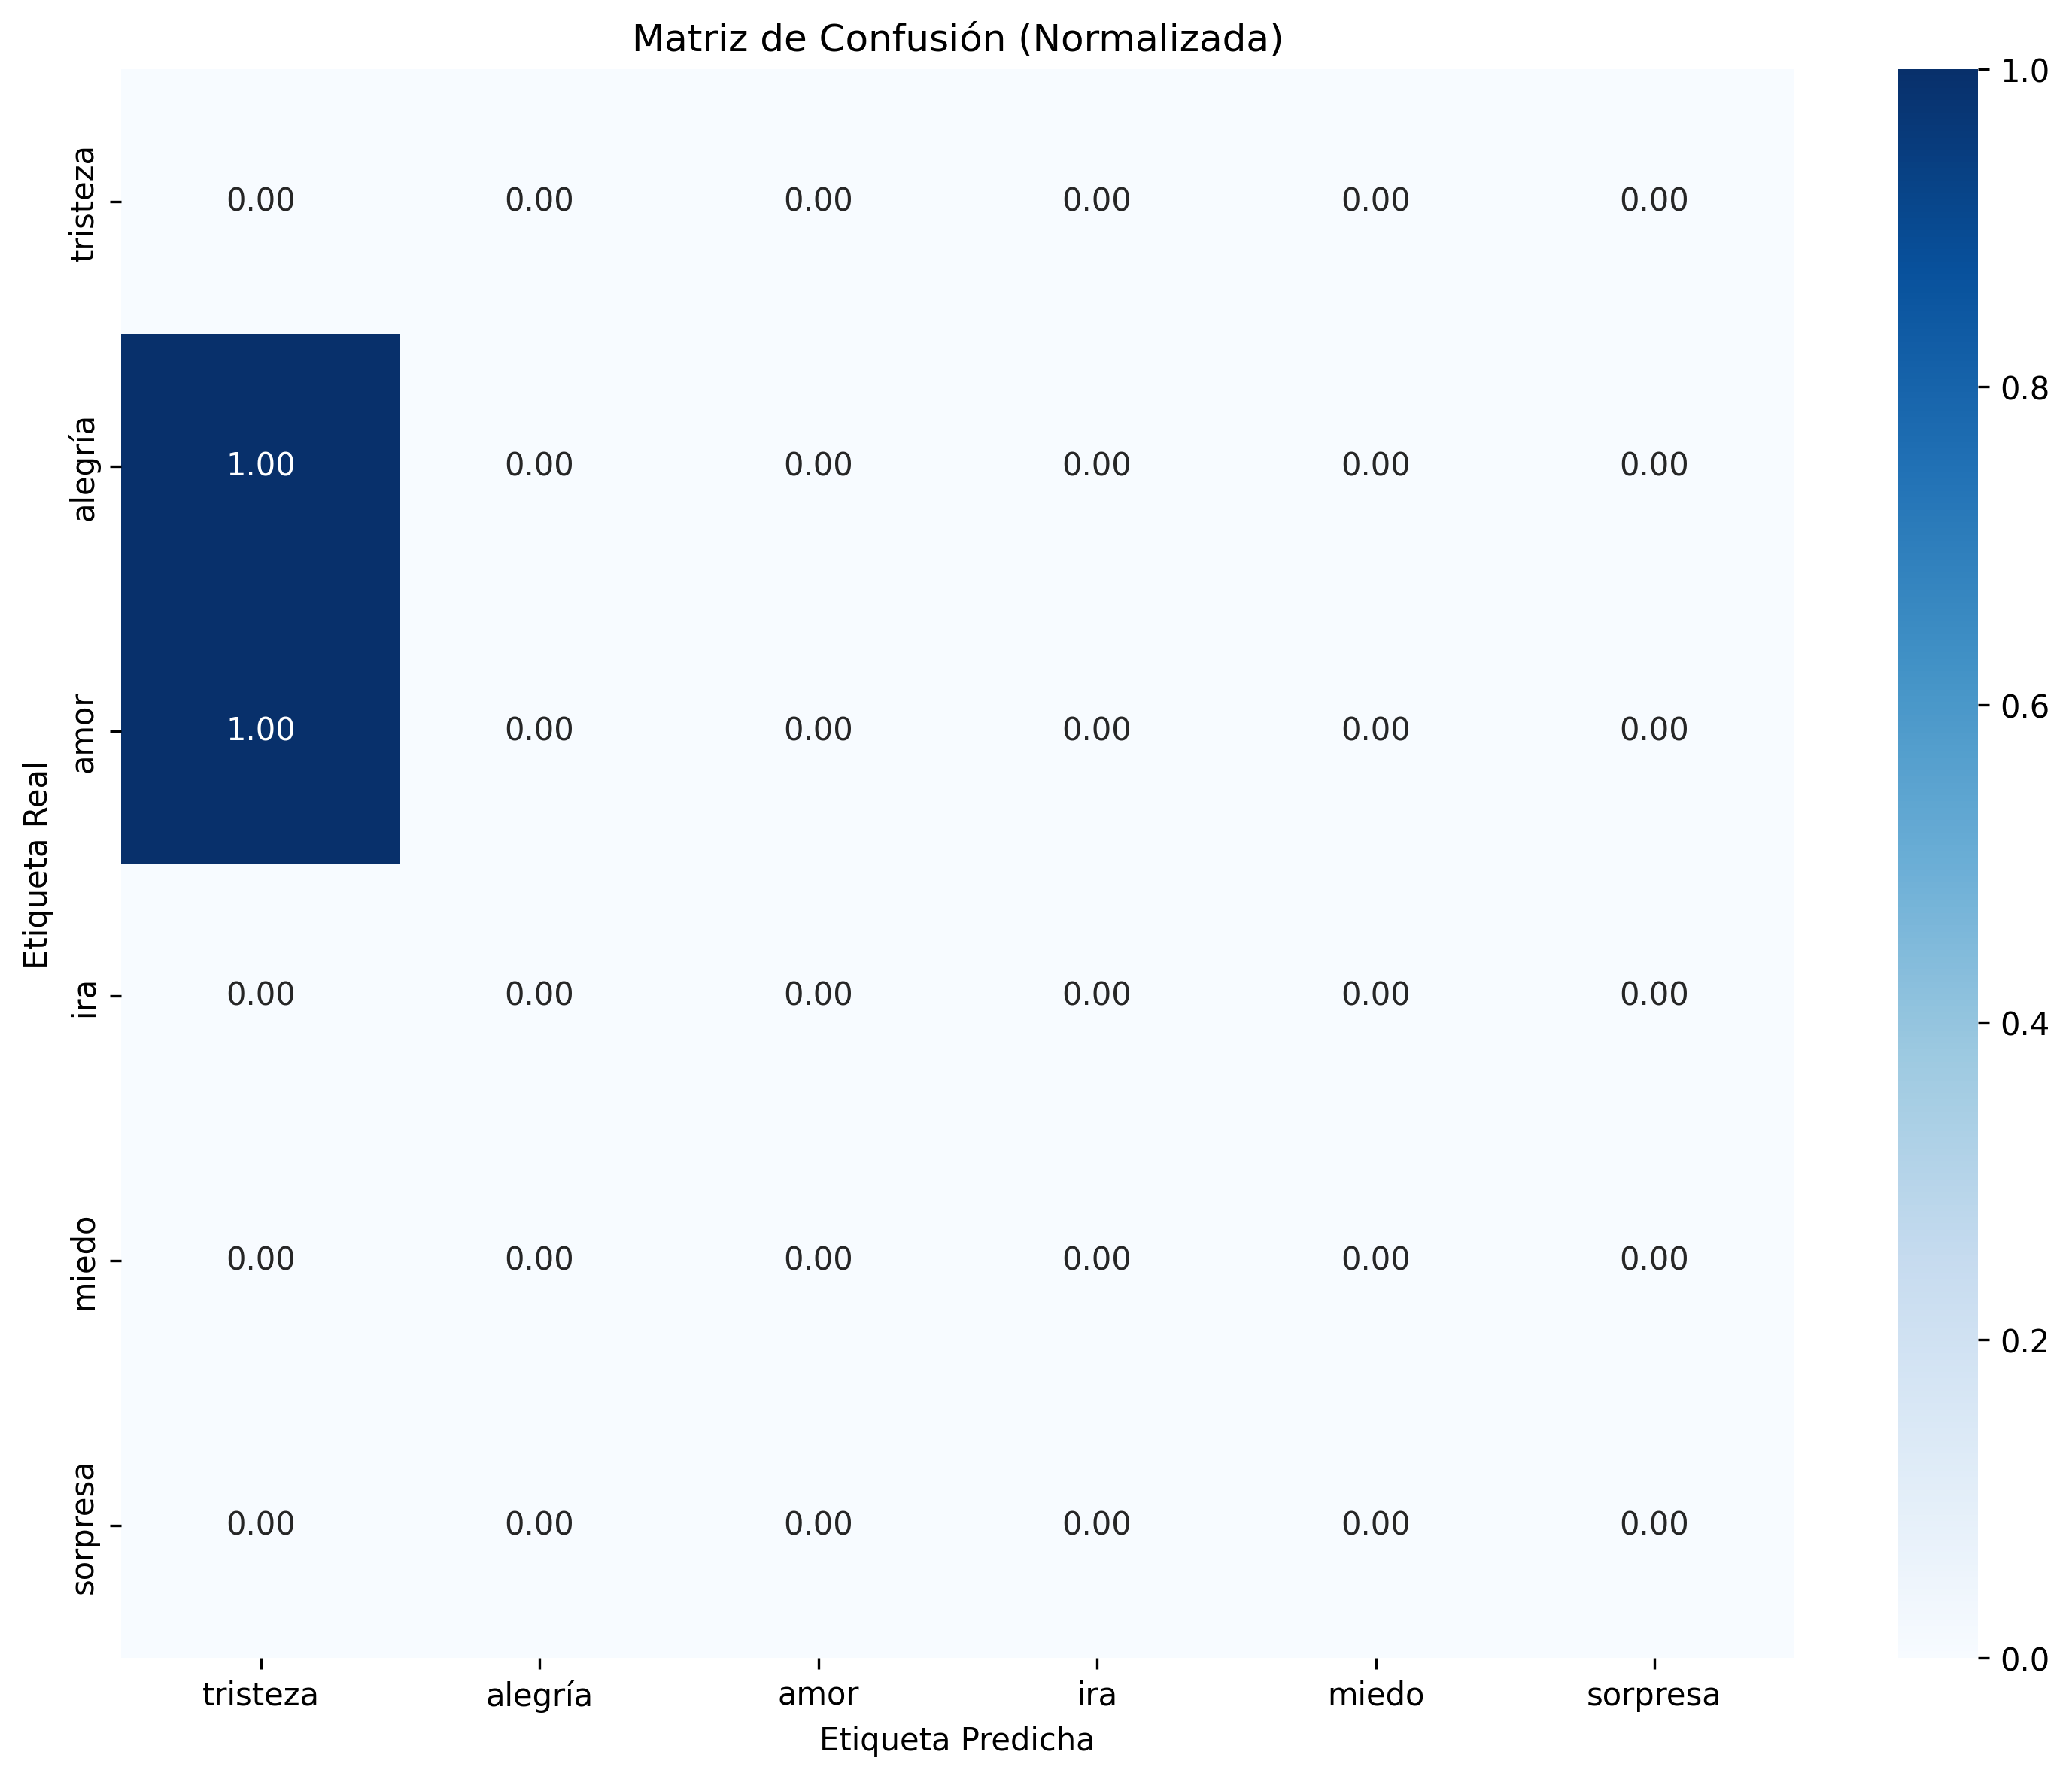 Matriz de Confusión (Normalizada)
Etiqueta Real
tristeza 0.00 0.00 0.00 0.00 0.00 0.00
alegría 1.00 0.00 0.00 0.00 0.00 0.00
amor 1.00 0.00 0.00 0.00 0.00 0.00
ira 0.00 0.00 0.00 0.00 0.00 0.00
miedo 0.00 0.00 0.00 0.00 0.00 0.00
sorpresa 0.00 0.00 0.00 0.00 0.00 0.00
tristeza alegría amor ira miedo sorpresa
Etiqueta Predicha
1.0
0.8
0.6
0.4
0.2
0.0